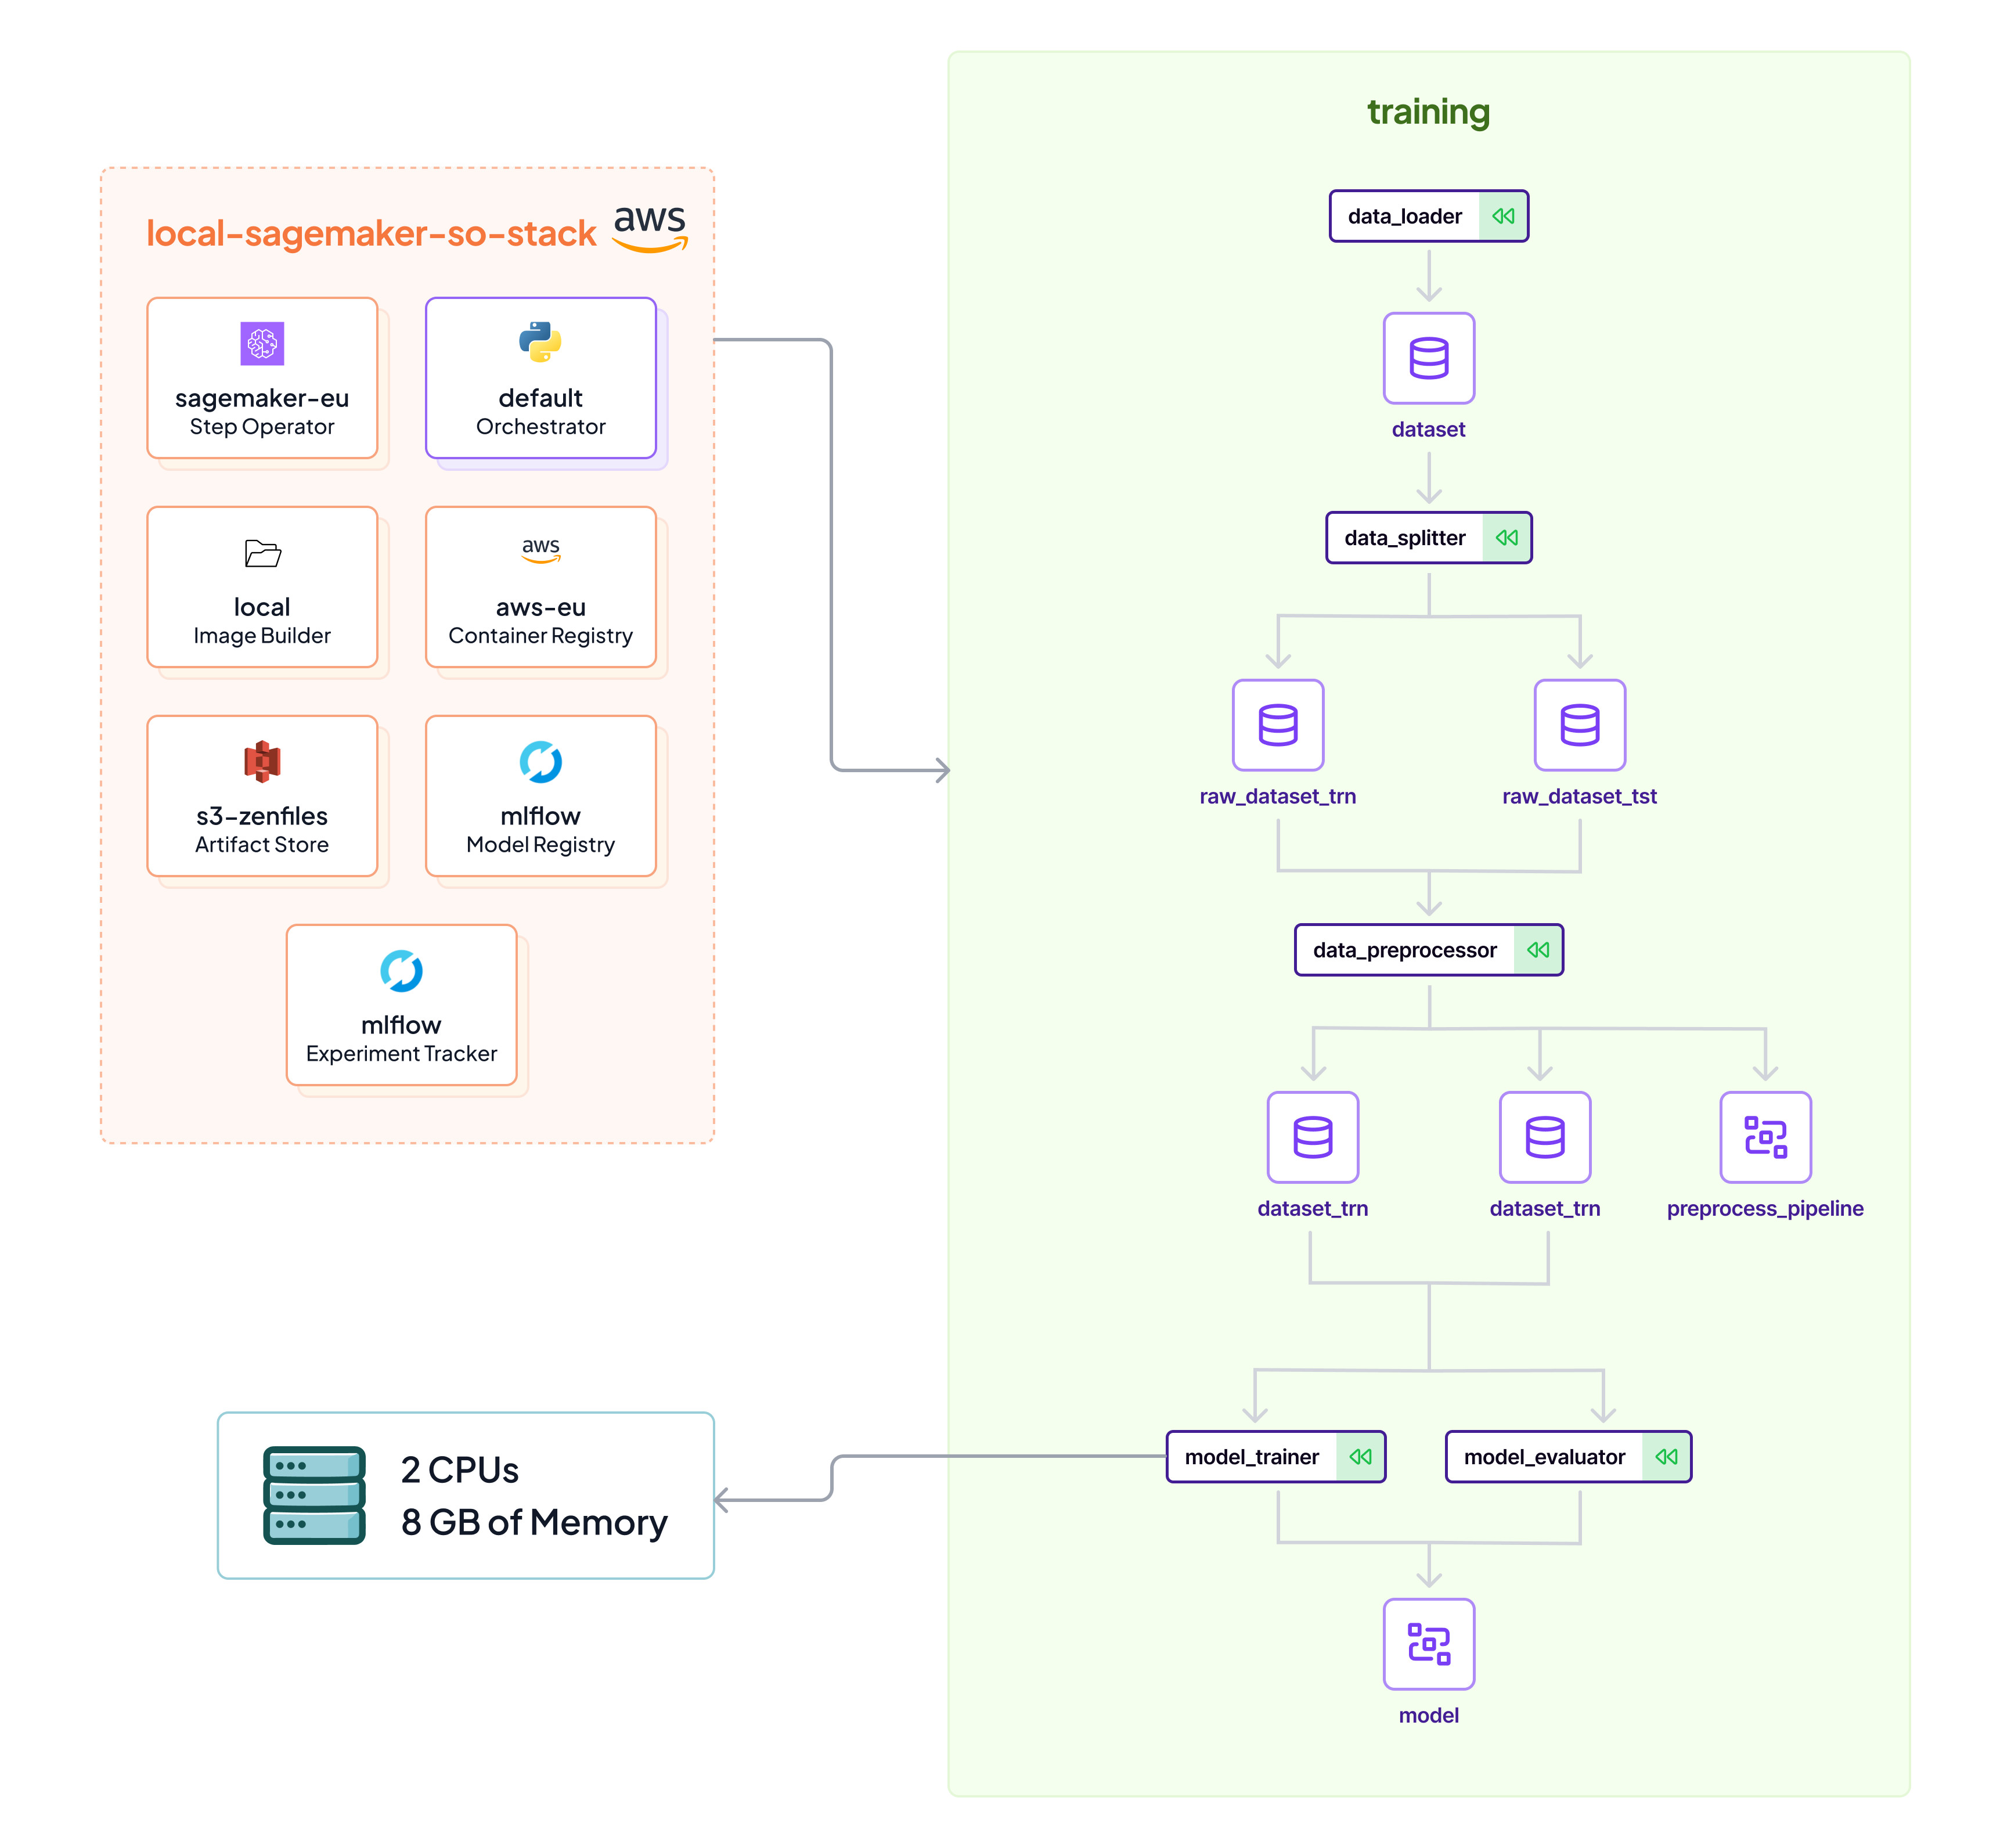 local-sagemaker-so-stack
aws
sagemaker-eu
Step Operator
default
Orchestrator
local
Image Builder
aws
aws-eu
Container Registry
s3-zenfiles
Artifact Store
mlflow
Model Registry
mlflow
Experiment Tracker
2 CPUs
8 GB of Memory
training
data_loader
dataset
data_splitter
raw_dataset_trn
raw_dataset_tst
data_preprocessor
dataset_trn
dataset_trn
preprocess_pipeline
model_trainer
model_evaluator
model